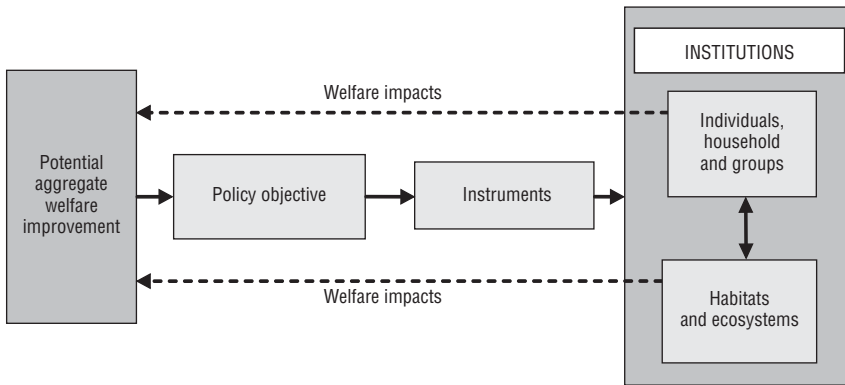 INSTITUTIONS
Welfare impacts
Individuals,
household
and groups
Potential
aggregate
welfare
improvement
Policy objective
Instruments
Welfare impacts
Habitats
and ecosystems